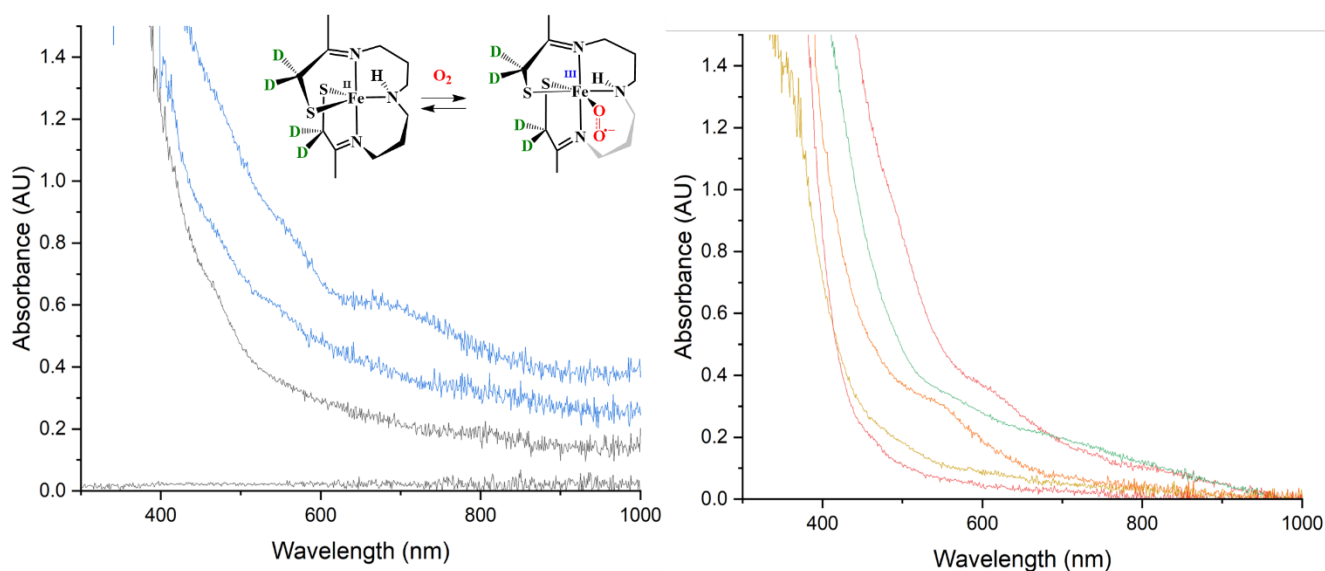 1.4
1.2
1.0
0.8
0.6
0.4
0.2
0.0
400
600
800
1000
Wavelength (nm)
Absorbance (AU)
D
D
N
H
II
S
Fe
N
S
D
D
N
O2
D
D
N
III
H
S
Fe
N
S
O
O•−
D
D
N
1.4
1.2
1.0
0.8
0.6
0.4
0.2
0.0
400
600
800
1000
Wavelength (nm)
Absorbance (AU)